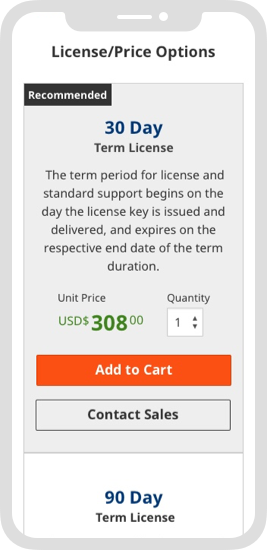 License/Price Options
Recommended
30 Day
Term License
The term period for license and
standard support begins on the
day the license key is issued and
delivered, and expires on the
respective end date of the term
duration.
Unit Price Quantity
USD$ 308 00 1
Add to Cart
Contact Sales
90 Day
Term License